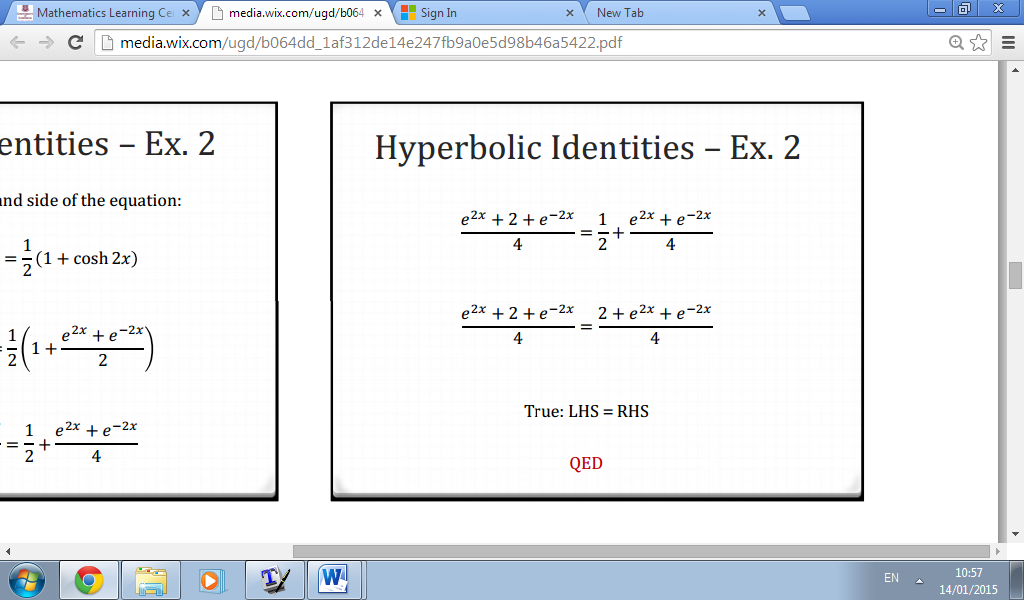 Mathematics Learning Ce
media.wix.com/ugd/b064
Sign In
New Tab
media.wix.com/ugd/b064dd_1af312de14e247fb9a0e5d98b46a5422.pdf
entities – Ex. 2
and side of the equation:
= 1/2 (1 + cosh 2x)
1/2 (1 + (e^{2x} + e^{−2x})/2)
= 1/2 + (e^{2x} + e^{−2x})/4
Hyperbolic Identities – Ex. 2
(e^{2x} + 2 + e^{−2x})/4 = 1/2 + (e^{2x} + e^{−2x})/4
(e^{2x} + 2 + e^{−2x})/4 = (2 + e^{2x} + e^{−2x})/4
True: LHS = RHS
QED
EN
10:57
14/01/2015